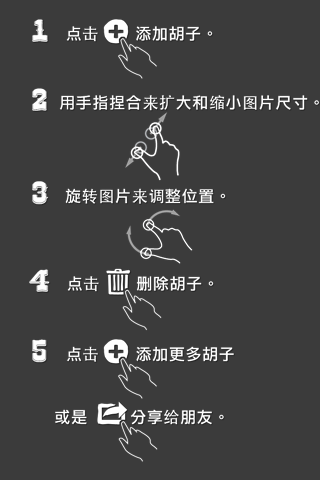 1 点击 添加胡子。
2 用手指捏合来扩大和缩小图片尺寸。
3 旋转图片来调整位置。
4 点击 删除胡子。
5 点击 添加更多胡子
或是 分享给朋友。